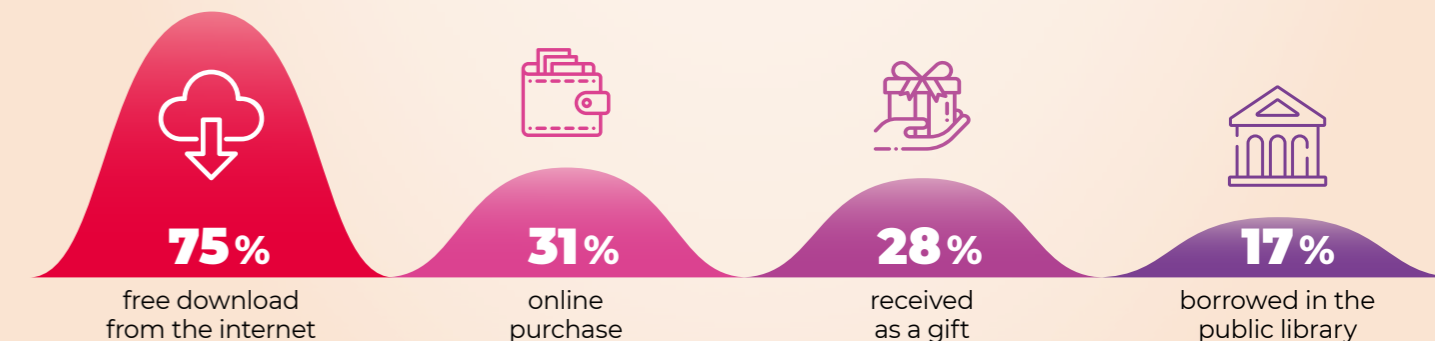 75% 31% 28% 17%
free download online received borrowed in the
from the internet purchase as a gift public library